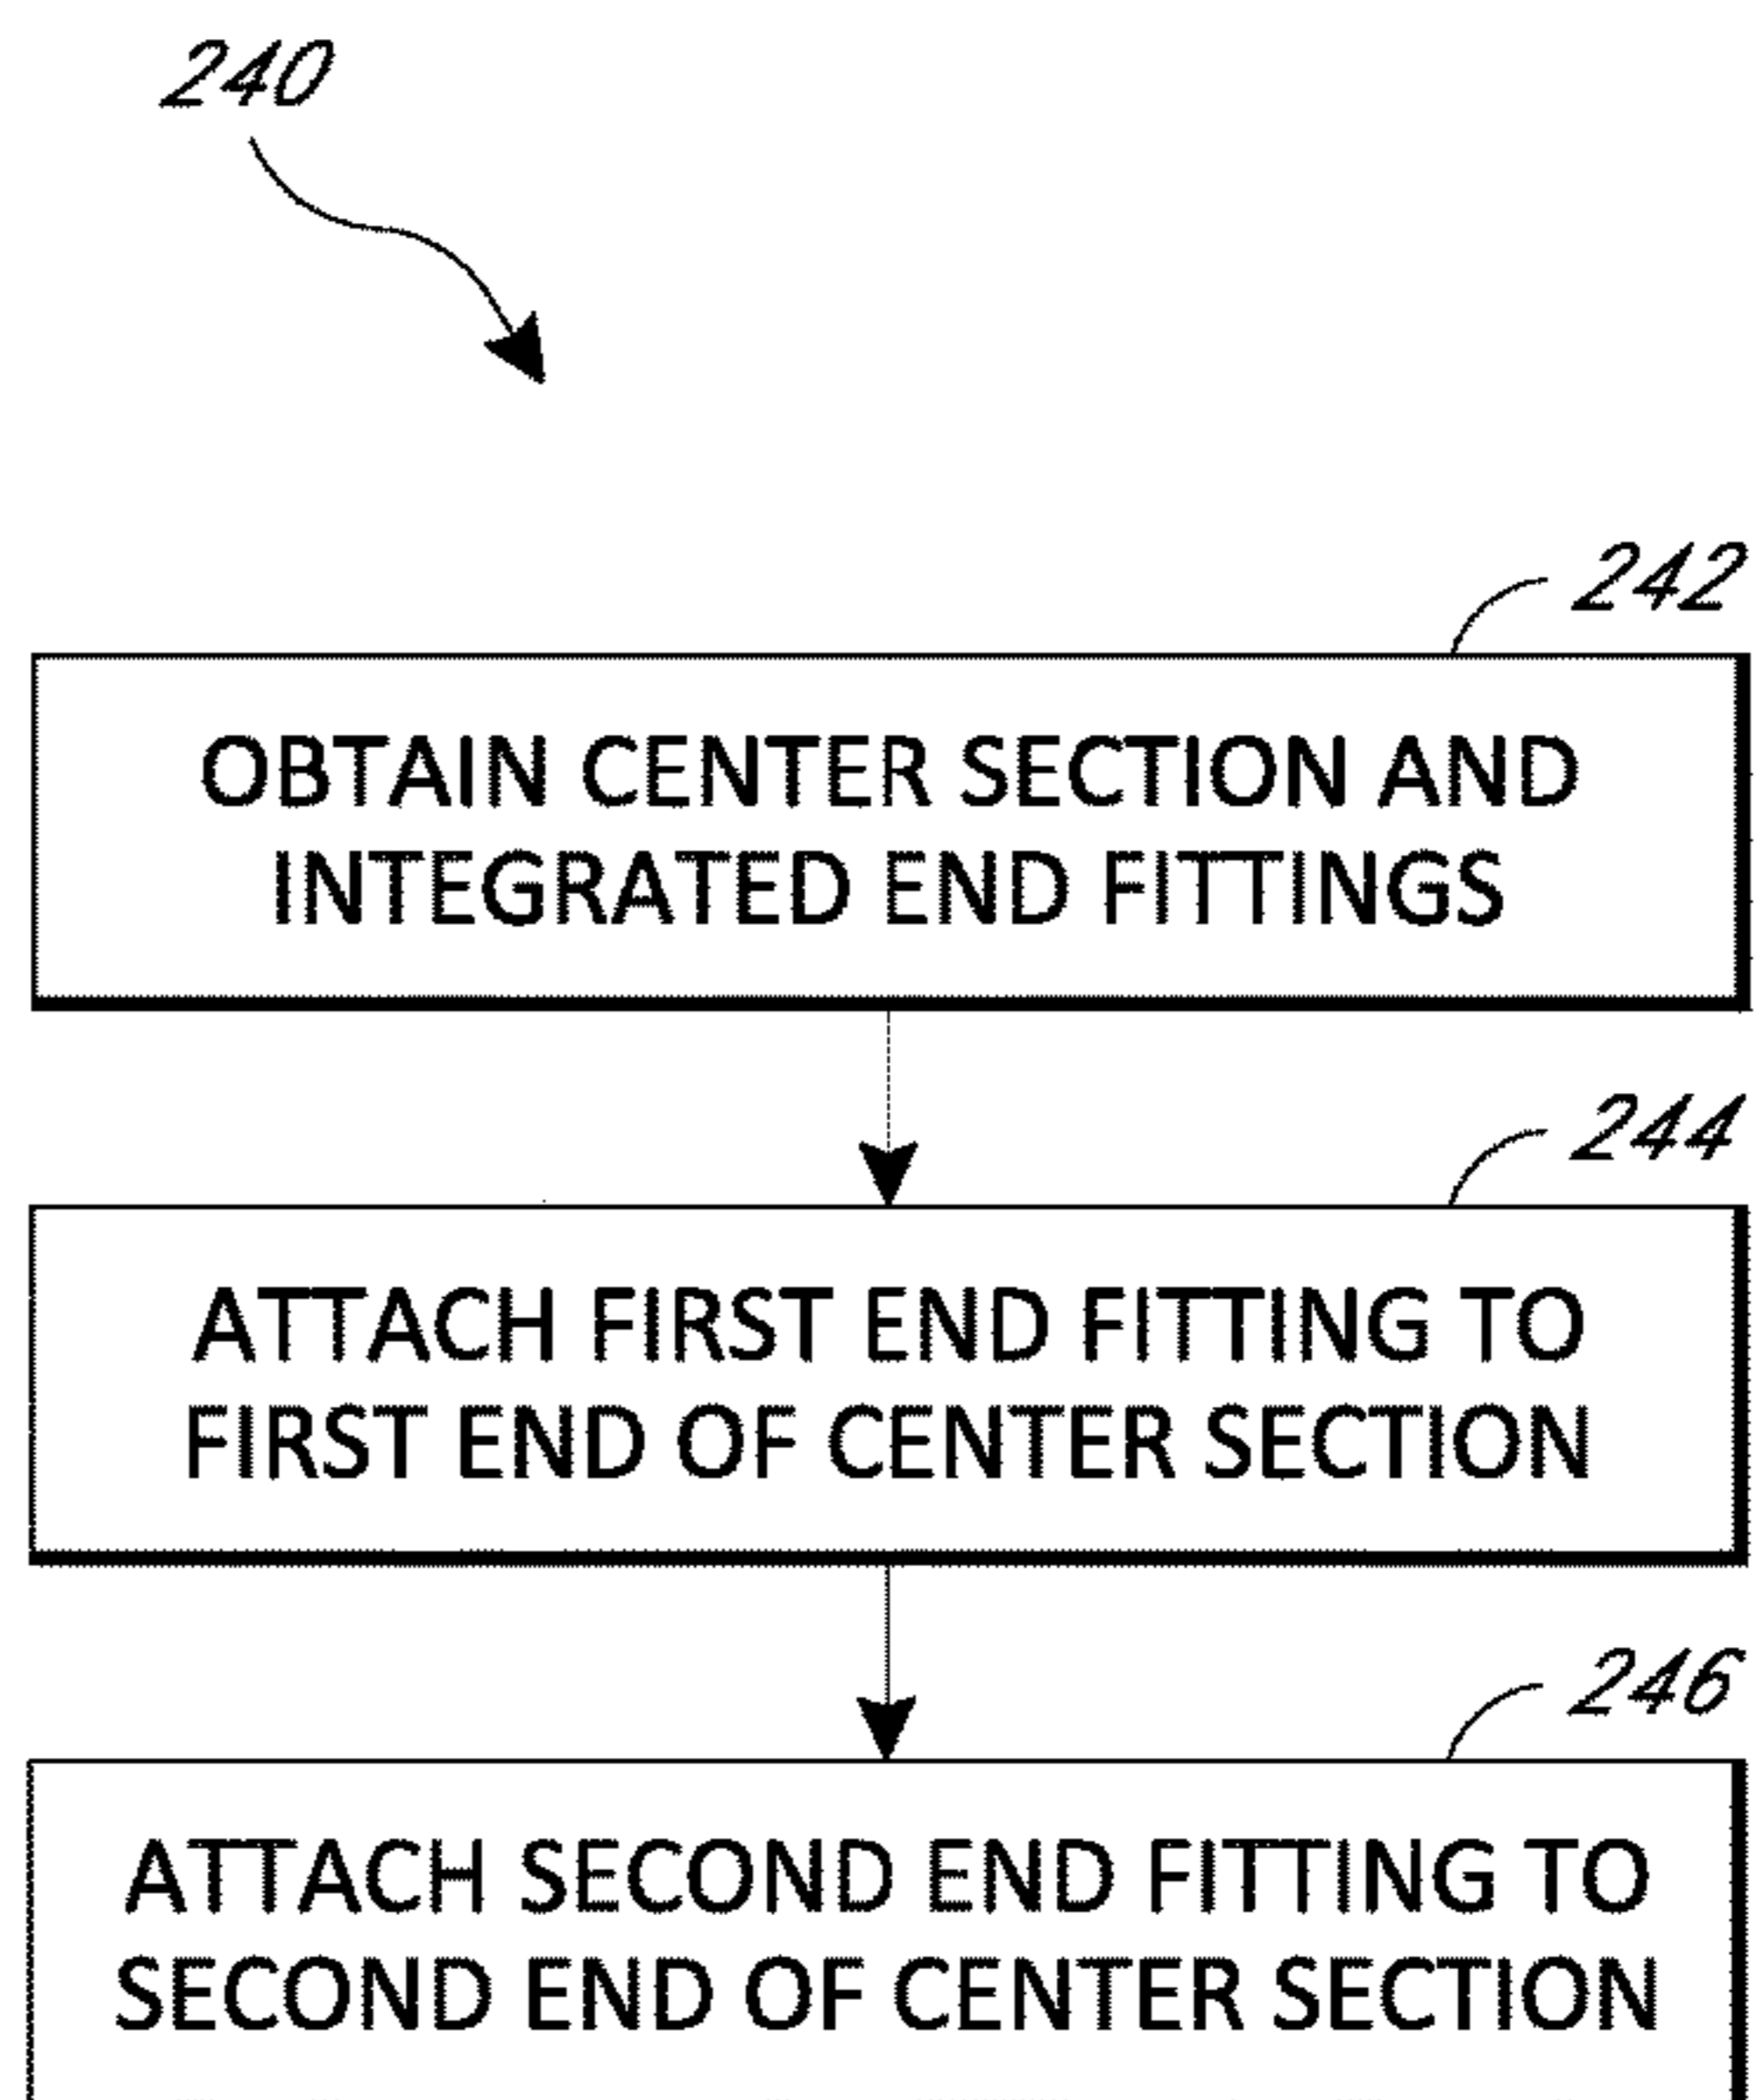 240
242
OBTAIN CENTER SECTION AND
INTEGRATED END FITTINGS
244
ATTACH FIRST END FITTING TO
FIRST END OF CENTER SECTION
246
ATTACH SECOND END FITTING TO
SECOND END OF CENTER SECTION